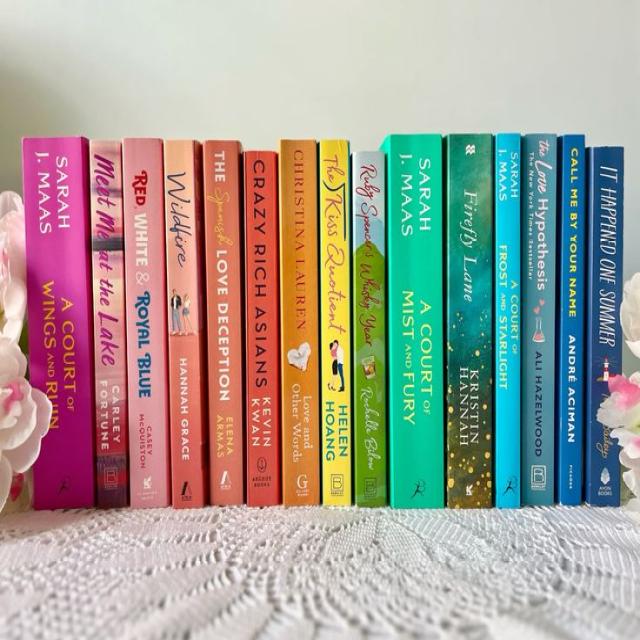 SARAH
J. MAAS
A COURT OF
WINGS AND RUIN
Meet Me at the Lake
CARLEY
FORTUNE
RED, WHITE & ROYAL BLUE
CASEY
McQUISTON
Wildfire
HANNAH GRACE
THE Spanish LOVE DECEPTION
ELENA
ARMAS
CRAZY RICH ASIANS
KEVIN
KWAN
CHRISTINA LAUREN
Love and
Other Words
G
The Kiss Quotient
HELEN
HOANG
Ruby Spencer's Whisky Year
Rochelle Bilow
SARAH
J. MAAS
A COURT OF
MIST AND FURY
Firefly Lane
KRISTIN
HANNAH
SARAH
J. MAAS
A COURT OF
FROST AND STARLIGHT
the Love Hypothesis
The New York Times Bestseller
ALI HAZELWOOD
CALL ME BY YOUR NAME
ANDRÉ ACIMAN
PICADOR
IT HAPPENED ONE SUMMER
AVON
BOOKS